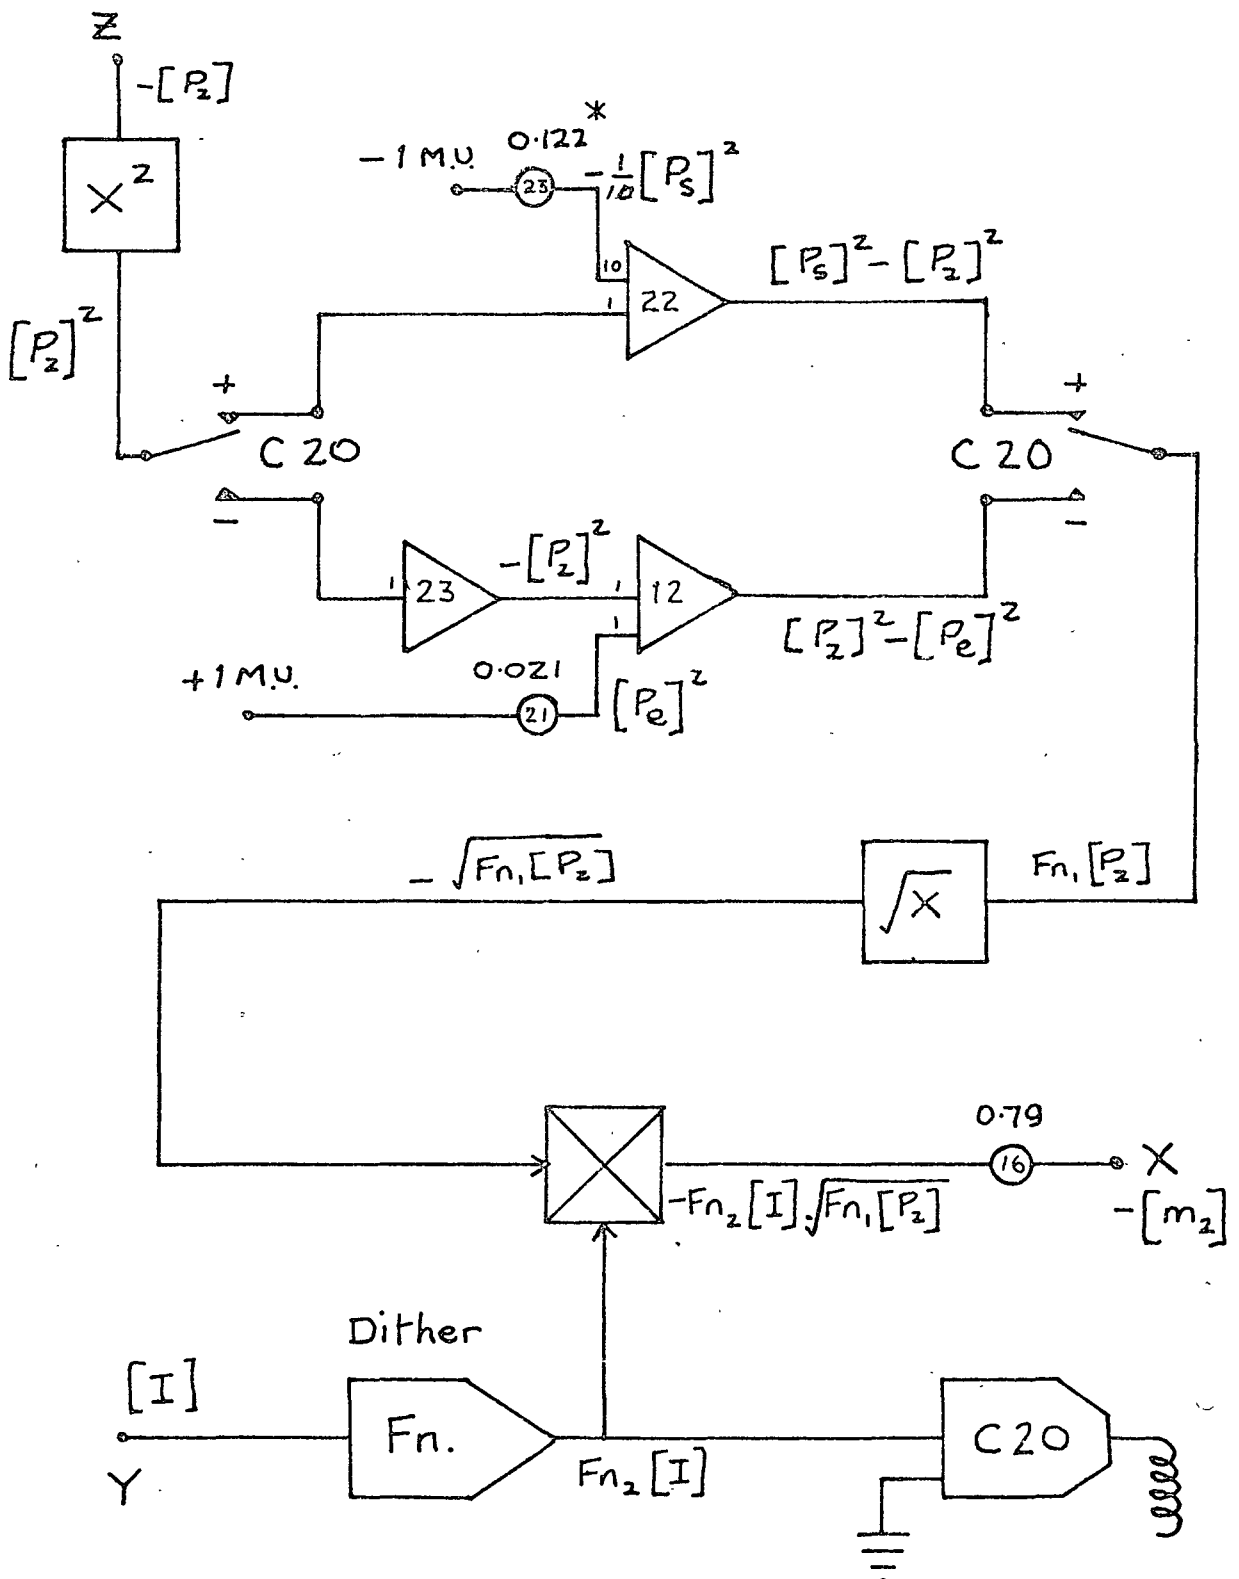 Z
-[P₂]
X²
[P₂]²
-1 M.U.
0.122*
23
-1/10[Pₛ]²
10
1
22
[Pₛ]²-[P₂]²
+
C 20
-
+
C 20
-
1
23
-[P₂]²
1
1
12
[P₂]²-[Pₑ]²
+1 M.U.
0.021
21
[Pₑ]²
-√Fn₁[P₂]
√X
Fn₁[P₂]
0.79
16
X
-Fn₂[I].√Fn₁[P₂]
-[m₂]
Dither
[I]
Y
Fn.
Fn₂[I]
C20